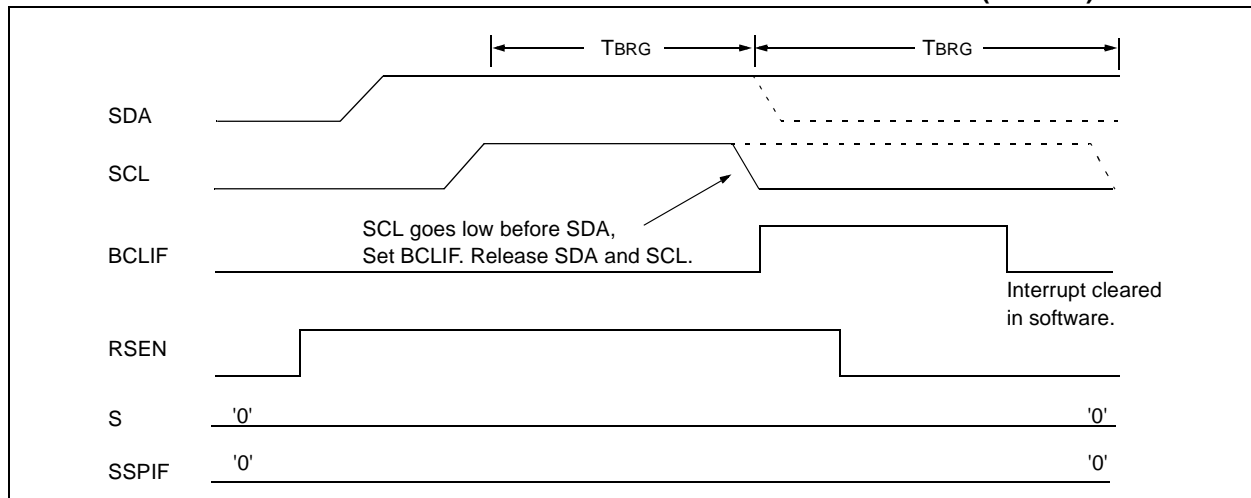 TBRG TBRG
SDA
SCL
SCL goes low before SDA,
Set BCLIF. Release SDA and SCL.
BCLIF
Interrupt cleared
in software.
RSEN
S '0' '0'
SSPIF '0' '0'